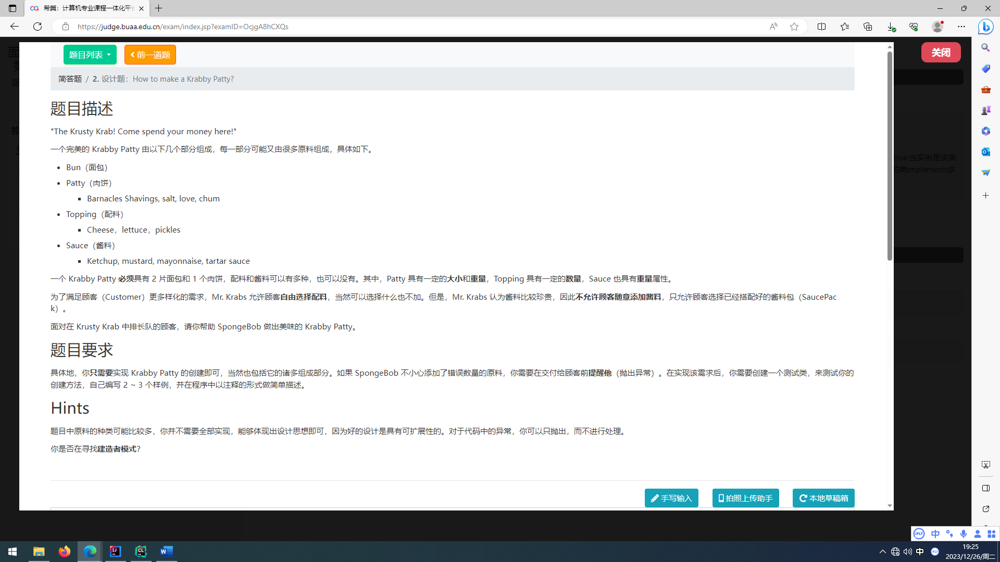 希冀：计算机专业课程一体化平台
https://judge.buaa.edu.cn/exam/index.jsp?examID=OcjgA8hCXQs
题目列表
前一道题
关闭
简答题 / 2. 设计题：How to make a Krabby Patty?
题目描述
"The Krusty Krab! Come spend your money here!"
一个完美的 Krabby Patty 由以下几个部分组成，每一部分可能又由很多原料组成，具体如下。
Bun（面包）
Patty（肉饼）
Barnacles Shavings, salt, love, chum
Topping（配料）
Cheese，lettuce，pickles
Sauce（酱料）
Ketchup, mustard, mayonnaise, tartar sauce
一个 Krabby Patty 必须具有 2 片面包和 1 个肉饼，配料和酱料可以有多种，也可以没有。其中，Patty 具有一定的大小和重量，Topping 具有一定的数量，Sauce 也具有重量属性。
为了满足顾客（Customer）更多样化的需求，Mr. Krabs 允许顾客自由选择配料，当然可以选择什么也不加。但是，Mr. Krabs 认为酱料比较珍贵，因此不允许顾客随意添加酱料，只允许顾客选择已经搭配好的酱料包（SaucePac
k）。
面对在 Krusty Krab 中排长队的顾客，请你帮助 SpongeBob 做出美味的 Krabby Patty。
题目要求
具体地，你只需要实现 Krabby Patty 的创建即可，当然也包括它的诸多组成部分。如果 SpongeBob 不小心添加了错误数量的原料，你需要在交付给顾客前提醒他（抛出异常）。在实现该需求后，你需要创建一个测试类，来测试你的
创建方法，自己编写 2 ~ 3 个样例，并在程序中以注释的形式做简单描述。
Hints
题目中原料的种类可能比较多，你并不需要全部实现，能够体现出设计思想即可，因为好的设计是具有可扩展性的。对于代码中的异常，你可以只抛出，而不进行处理。
你是否在寻找建造者模式？
手写输入
拍照上传助手
本地草稿箱
true:当实例是该类
的类implements该
iFLY 中
中
19:25
2023/12/26/周二